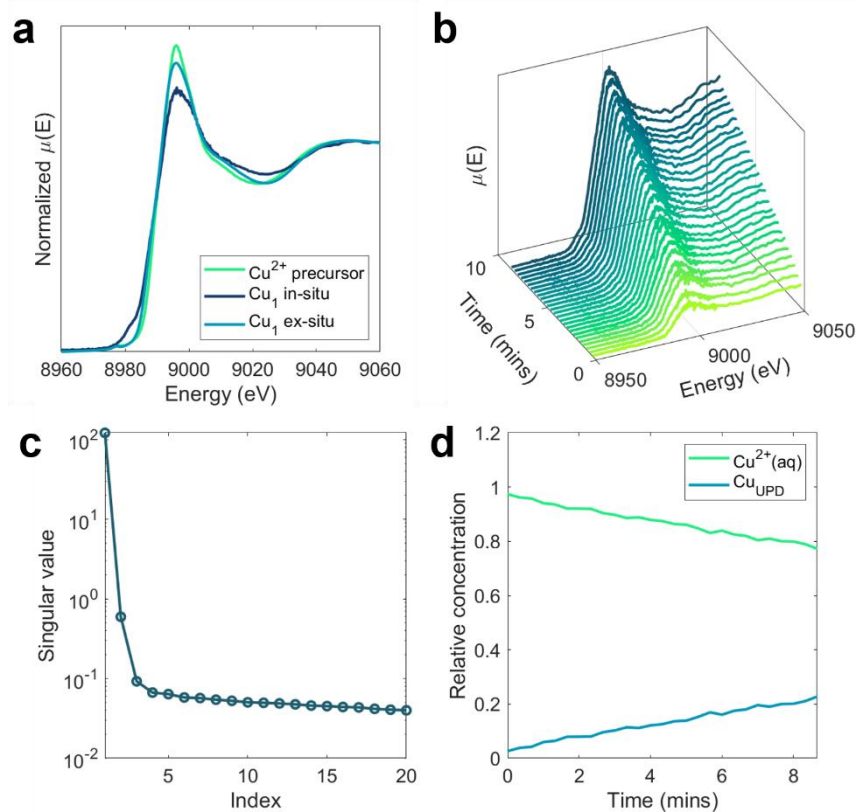 a
Normalized μ(E)
Cu2+ precursor
Cu1 in-situ
Cu1 ex-situ
8960 8980 9000 9020 9040 9060
Energy (eV)
b
μ(E)
10
5
0
Time (mins)
8950
9000
9050
Energy (eV)
c
Singular value
10^2
10^1
10^0
10^-1
10^-2
5 10 15 20
Index
d
Relative concentration
1.2
1
0.8
0.6
0.4
0.2
0
Cu2+(aq)
CuUPD
0 2 4 6 8
Time (mins)